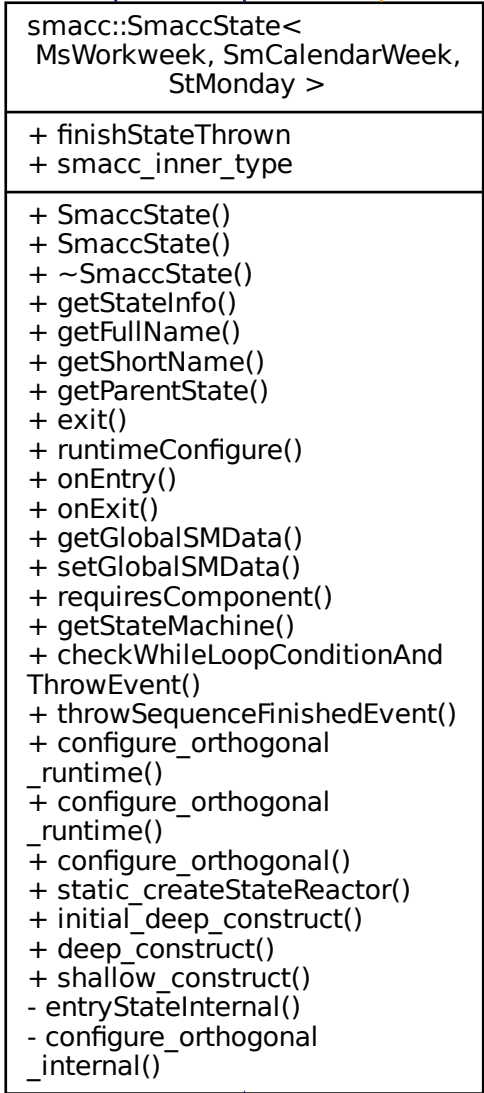 smacc::SmaccState<
MsWorkweek, SmCalendarWeek,
StMonday >
+ finishStateThrown
+ smacc_inner_type
+ SmaccState()
+ SmaccState()
+ ~SmaccState()
+ getStateInfo()
+ getFullName()
+ getShortName()
+ getParentState()
+ exit()
+ runtimeConfigure()
+ onEntry()
+ onExit()
+ getGlobalSMData()
+ setGlobalSMData()
+ requiresComponent()
+ getStateMachine()
+ checkWhileLoopConditionAnd
ThrowEvent()
+ throwSequenceFinishedEvent()
+ configure_orthogonal
_runtime()
+ configure_orthogonal
_runtime()
+ configure_orthogonal()
+ static_createStateReactor()
+ initial_deep_construct()
+ deep_construct()
+ shallow_construct()
- entryStateInternal()
- configure_orthogonal
_internal()